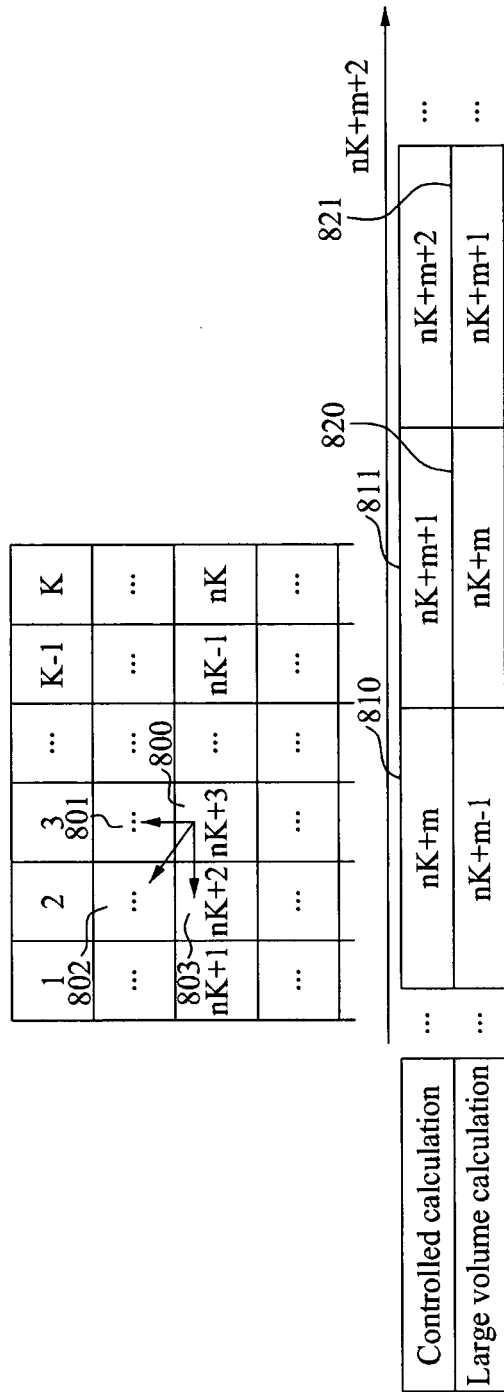 1 2 3 ... K-1 K
802 801
... ... ... ... ... ...
800
803
nK+1 nK+2 nK+3 ... nK-1 nK
... ... ... ... ... ...
nK+m+2
810 811 820 821
Controlled calculation ... nK+m nK+m+1 nK+m+2 ...
Large volume calculation ... nK+m-1 nK+m nK+m+1 ...